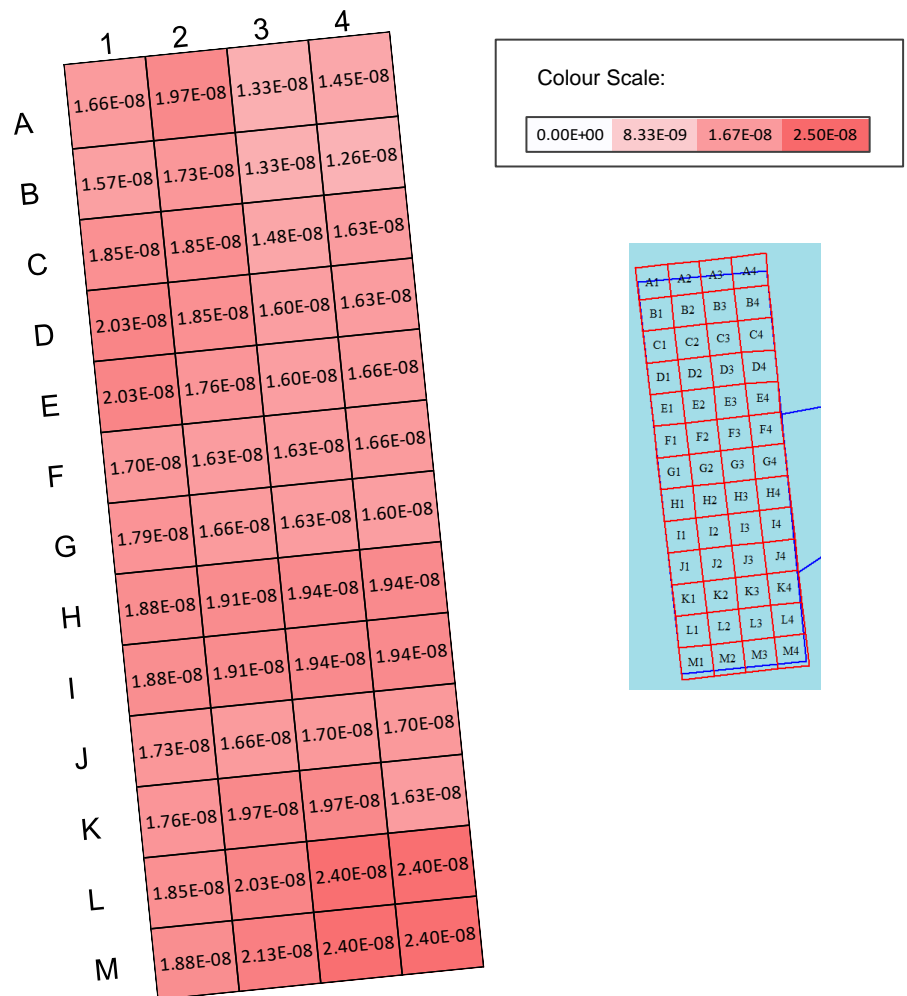 1 2 3 4
A 1.66E-08 1.97E-08 1.33E-08 1.45E-08
B 1.57E-08 1.73E-08 1.33E-08 1.26E-08
C 1.85E-08 1.85E-08 1.48E-08 1.63E-08
D 2.03E-08 1.85E-08 1.60E-08 1.63E-08
E 2.03E-08 1.76E-08 1.60E-08 1.66E-08
F 1.70E-08 1.63E-08 1.63E-08 1.66E-08
G 1.79E-08 1.66E-08 1.63E-08 1.60E-08
H 1.88E-08 1.91E-08 1.94E-08 1.94E-08
I 1.88E-08 1.91E-08 1.94E-08 1.94E-08
J 1.73E-08 1.66E-08 1.70E-08 1.70E-08
K 1.76E-08 1.97E-08 1.97E-08 1.63E-08
L 1.85E-08 2.03E-08 2.40E-08 2.40E-08
M 1.88E-08 2.13E-08 2.40E-08 2.40E-08
Colour Scale:
0.00E+00 8.33E-09 1.67E-08 2.50E-08
A1 A2 A3 A4
B1 B2 B3 B4
C1 C2 C3 C4
D1 D2 D3 D4
E1 E2 E3 E4
F1 F2 F3 F4
G1 G2 G3 G4
H1 H2 H3 H4
I1 I2 I3 I4
J1 J2 J3 J4
K1 K2 K3 K4
L1 L2 L3 L4
M1 M2 M3 M4